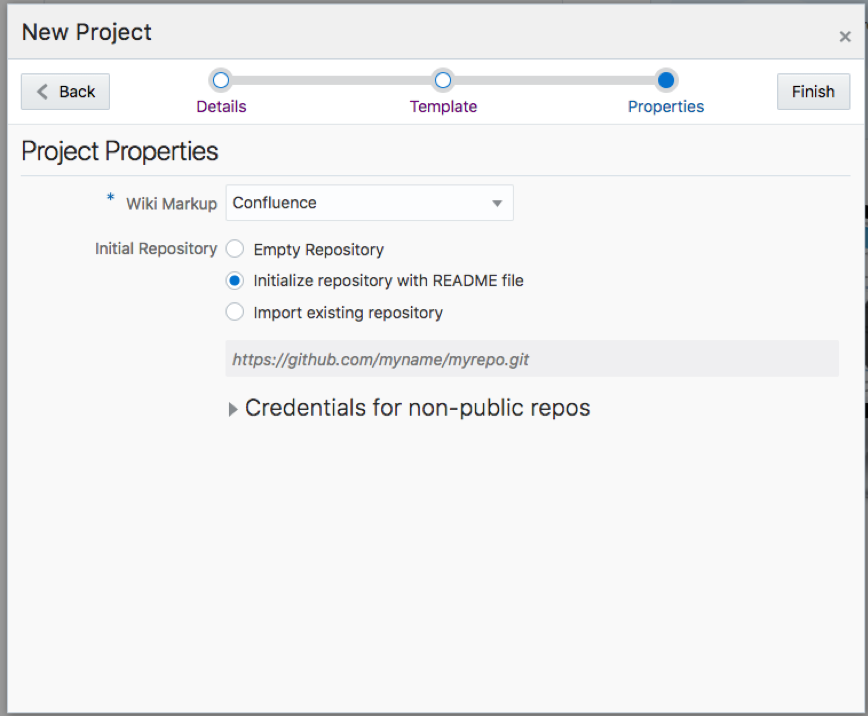 New Project
×
Back
Finish
Details
Template
Properties
Project Properties
* Wiki Markup Confluence
Initial Repository Empty Repository
Initialize repository with README file
Import existing repository
https://github.com/myname/myrepo.git
Credentials for non-public repos